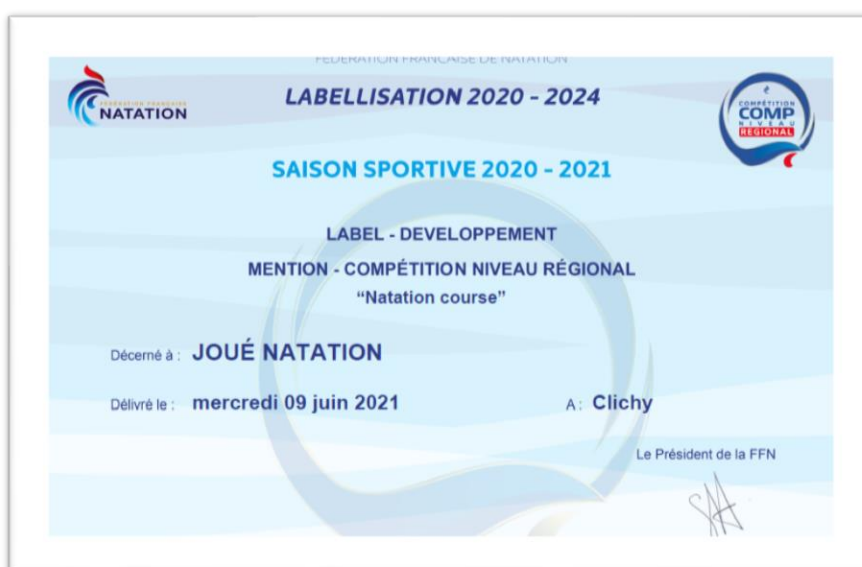 FÉDÉRATION FRANÇAISE DE NATATION
FÉDÉRATION FRANÇAISE
NATATION
LABELLISATION 2020 - 2024
COMPÉTITION
COMP
NIVEAU
RÉGIONAL
SAISON SPORTIVE 2020 - 2021
LABEL - DEVELOPPEMENT
MENTION - COMPÉTITION NIVEAU RÉGIONAL
“Natation course”
Décerné à : JOUÉ NATATION
Délivré le : mercredi 09 juin 2021 A : Clichy
Le Président de la FFN